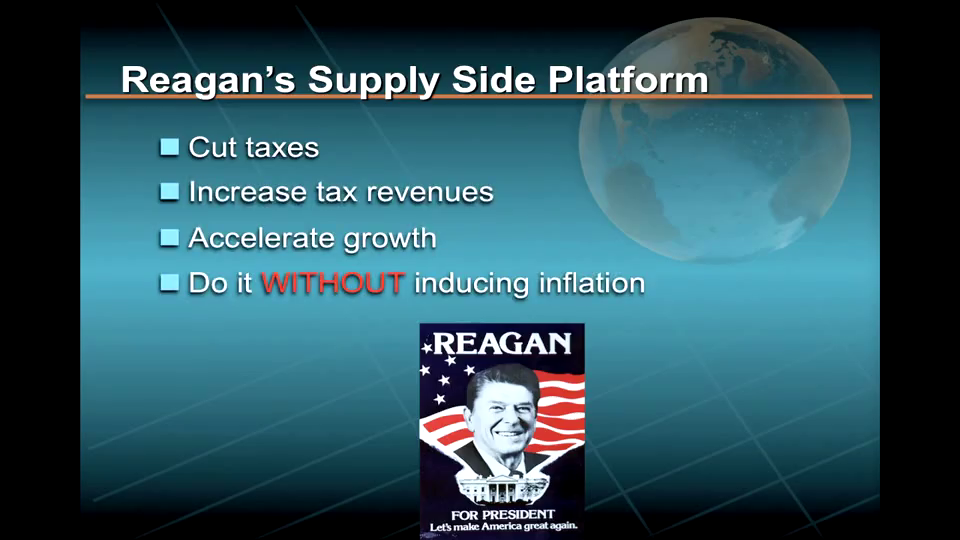 Reagan’s Supply Side Platform
Cut taxes
Increase tax revenues
Accelerate growth
Do it WITHOUT inducing inflation
REAGAN
FOR PRESIDENT
Let's make America great again.